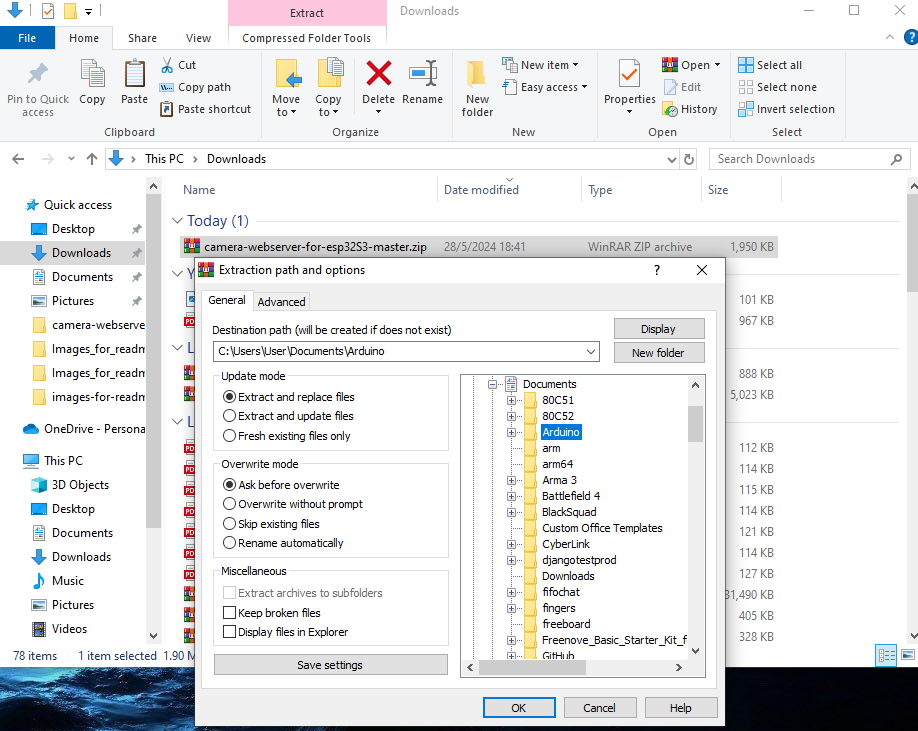 Extract
Downloads
File
Home
Share
View
Compressed Folder Tools
Pin to Quick access
Copy
Paste
Cut
Copy path
Paste shortcut
Clipboard
Move to
Copy to
Delete
Rename
Organize
New folder
New item
Easy access
New
Properties
Open
Edit
History
Open
Select all
Select none
Invert selection
Select
This PC > Downloads
Search Downloads
Name
Date modified
Type
Size
Quick access
Desktop
Downloads
Documents
Pictures
camera-webserve
Images_for_readm
Images_for_readm
images-for-readm
OneDrive - Persona
This PC
3D Objects
Desktop
Documents
Downloads
Music
Pictures
Videos
Today (1)
camera-webserver-for-esp32S3-master.zip 28/5/2024 18:41 WinRAR ZIP archive 1,950 KB
Y
101 KB
967 KB
L
888 KB
5,023 KB
L
112 KB
114 KB
115 KB
114 KB
121 KB
114 KB
127 KB
31,490 KB
405 KB
328 KB
78 items
1 item selected 1.90 M
Extraction path and options
?
General
Advanced
Destination path (will be created if does not exist)
C:\Users\User\Documents\Arduino
Display
New folder
Update mode
Extract and replace files
Extract and update files
Fresh existing files only
Overwrite mode
Ask before overwrite
Overwrite without prompt
Skip existing files
Rename automatically
Miscellaneous
Extract archives to subfolders
Keep broken files
Display files in Explorer
Save settings
Documents
80C51
80C52
Arduino
arm
arm64
Arma 3
Battlefield 4
BlackSquad
Custom Office Templates
CyberLink
djangotestprod
Downloads
fifochat
fingers
freeboard
Freenove_Basic_Starter_Kit_f
GitHub
OK
Cancel
Help